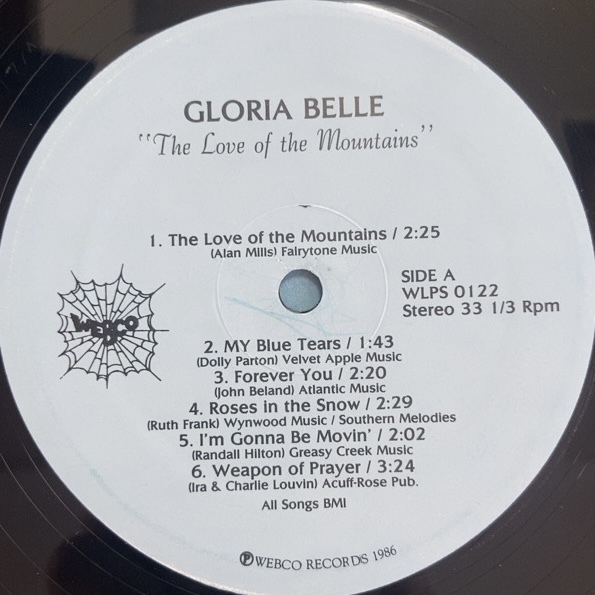 GLORIA BELLE
"The Love of the Mountains"
1. The Love of the Mountains / 2:25
(Alan Mills) Fairytone Music
SIDE A
WLPS 0122
Stereo 33 1/3 Rpm
WEBCO
2. MY Blue Tears / 1:43
(Dolly Parton) Velvet Apple Music
3. Forever You / 2:20
(John Beland) Atlantic Music
4. Roses in the Snow / 2:29
(Ruth Frank) Wynwood Music / Southern Melodies
5. I'm Gonna Be Movin' / 2:02
(Randall Hilton) Greasy Creek Music
6. Weapon of Prayer / 3:24
(Ira & Charlie Louvin) Acuff-Rose Pub.
All Songs BMI
℗ WEBCO RECORDS 1986